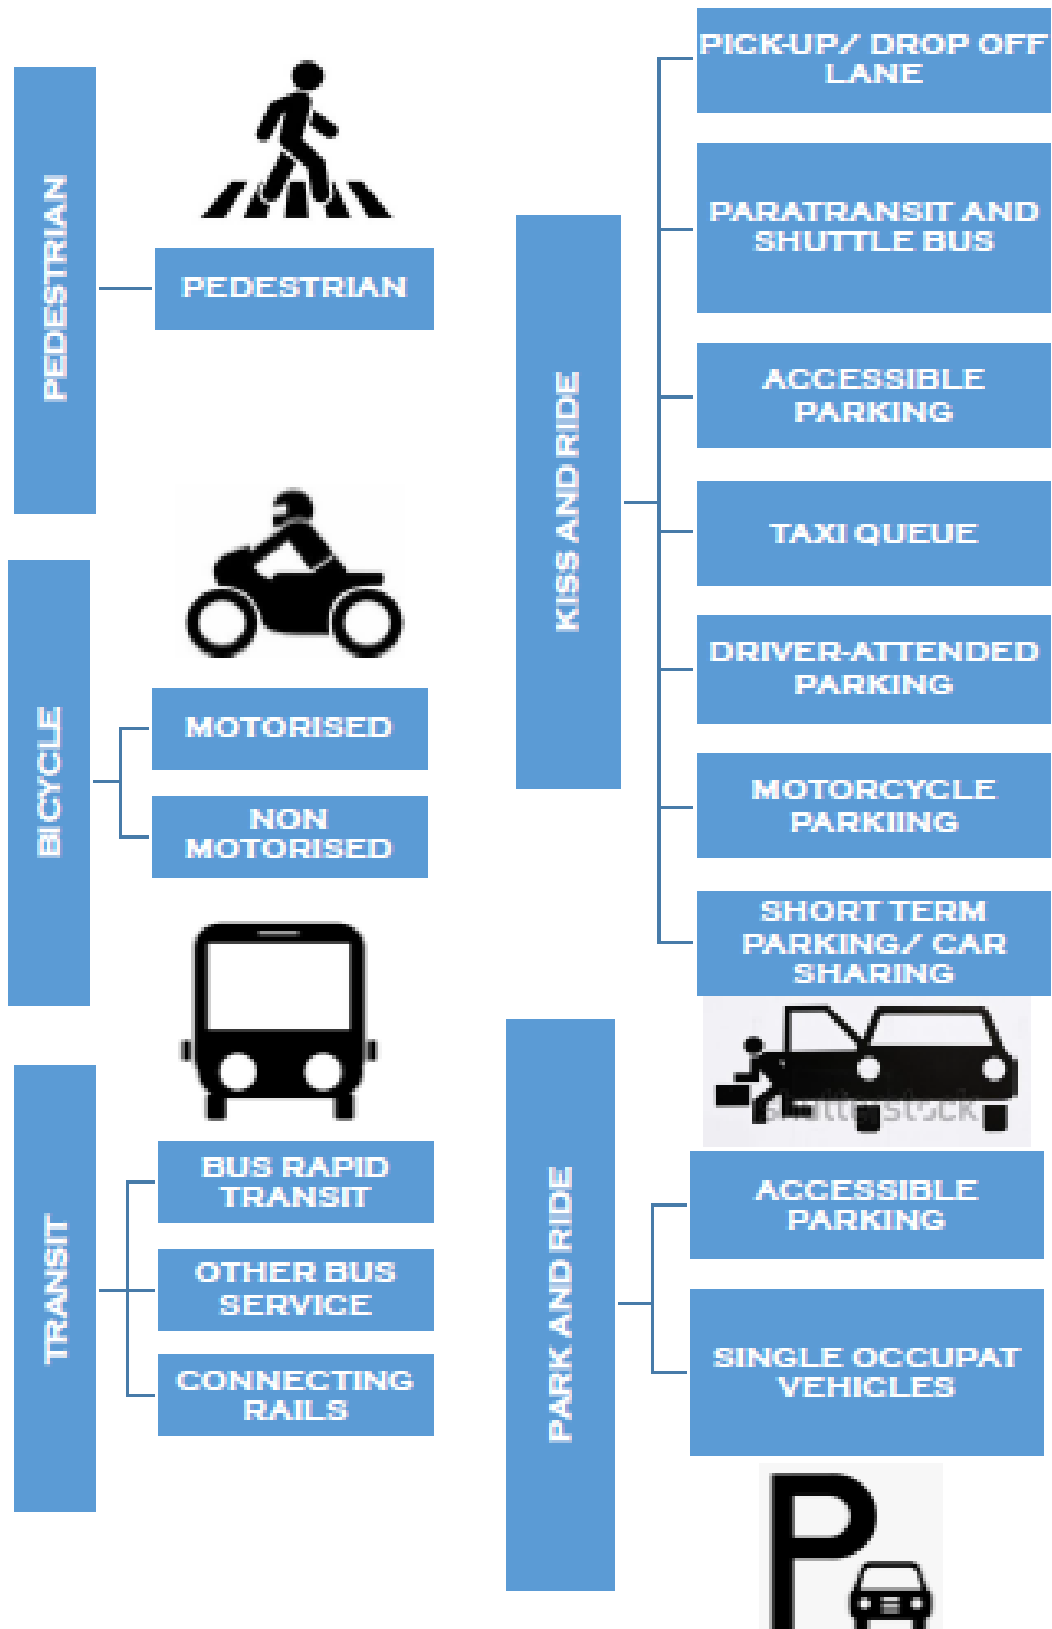 PEDESTRIAN
PEDESTRIAN
BICYCLE
MOTORISED
NON
MOTORISED
TRANSIT
BUS RAPID
TRANSIT
OTHER BUS
SERVICE
CONNECTING
RAILS
KISS AND RIDE
PICK-UP/ DROP OFF
LANE
PARATRANSIT AND
SHUTTLE BUS
ACCESSIBLE
PARKING
TAXI QUEUE
DRIVER-ATTENDED
PARKING
MOTORCYCLE
PARKIING
SHORT TERM
PARKING/ CAR
SHARING
shutterstock
PARK AND RIDE
ACCESSIBLE
PARKING
SINGLE OCCUPAT
VEHICLES
P